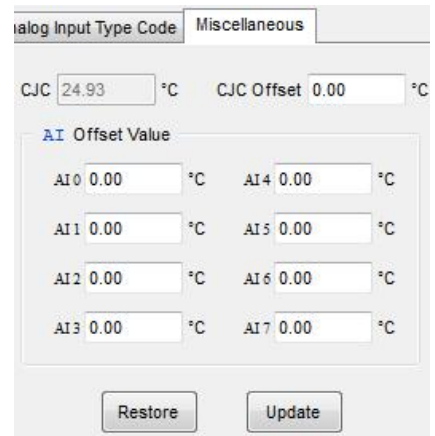 Analog Input Type Code Miscellaneous
CJC 24.93 °C CJC Offset 0.00 °C
AI Offset Value
AI0 0.00 °C AI4 0.00 °C
AI1 0.00 °C AI5 0.00 °C
AI2 0.00 °C AI6 0.00 °C
AI3 0.00 °C AI7 0.00 °C
Restore Update